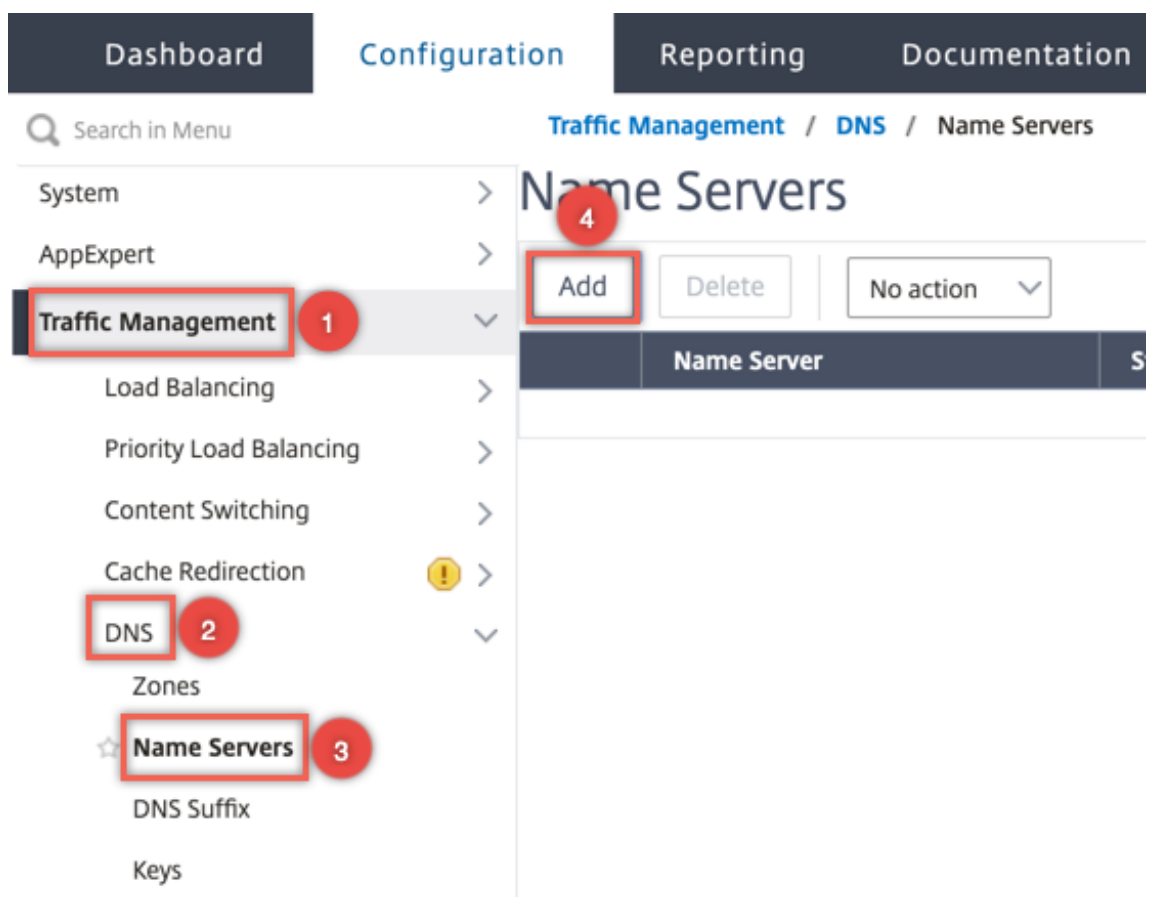 Dashboard Configuration Reporting Documentation
Search in Menu
Traffic Management / DNS / Name Servers
System
AppExpert
Traffic Management 1
Load Balancing
Priority Load Balancing
Content Switching
Cache Redirection !
DNS 2
Zones
Name Servers 3
DNS Suffix
Keys
Name Servers
4
Add Delete No action
Name Server S